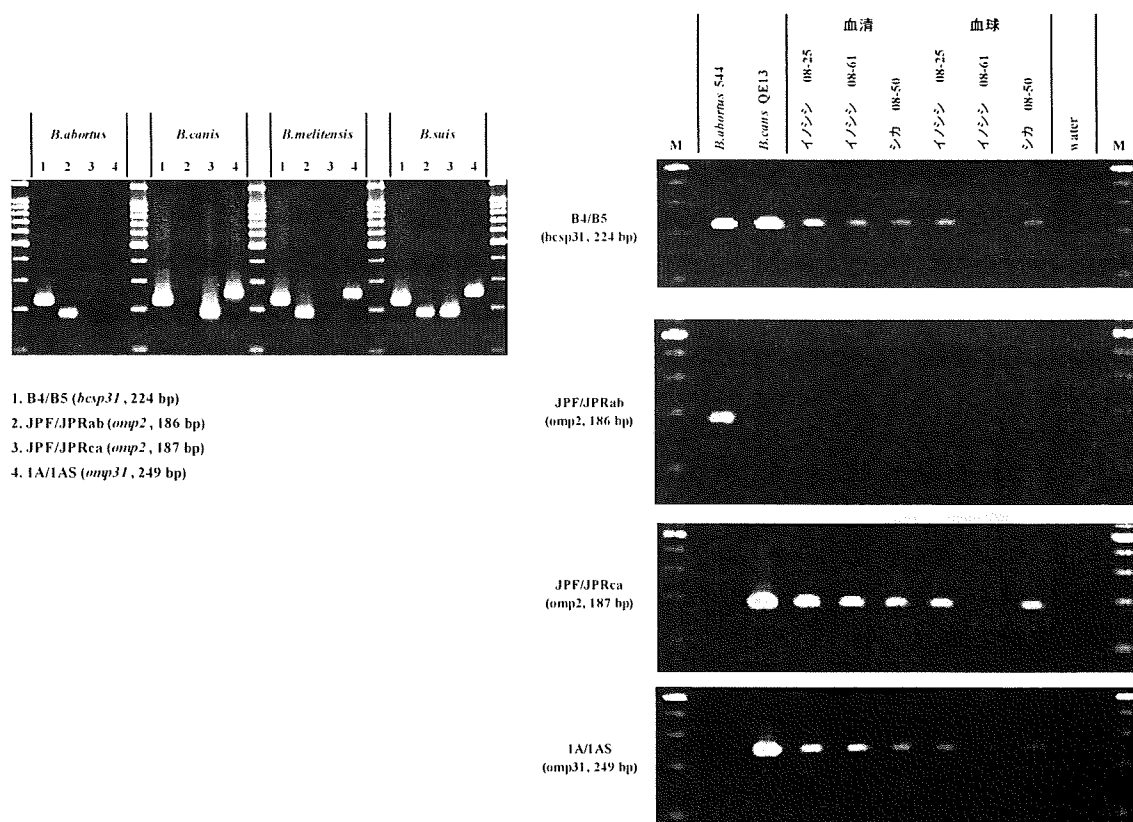 B.abortus B.canis B.melitensis B.suis
1 2 3 4 1 2 3 4 1 2 3 4 1 2 3 4
1. B4/B5 (bcsp31, 224 bp)
2. JPF/JPRab (omp2, 186 bp)
3. JPF/JPRca (omp2, 187 bp)
4. 1A/1AS (omp31, 249 bp)
血清 血球
M
B.abortus 544
B.cans QE13
イノシシ 08-25
イノシシ 08-61
シカ 08-50
イノシシ 08-25
イノシシ 08-61
シカ 08-50
water
M
B4/B5
(bcsp31, 224 bp)
JPF/JPRab
(omp2, 186 bp)
JPF/JPRca
(omp2, 187 bp)
1A/1AS
(omp31, 249 bp)